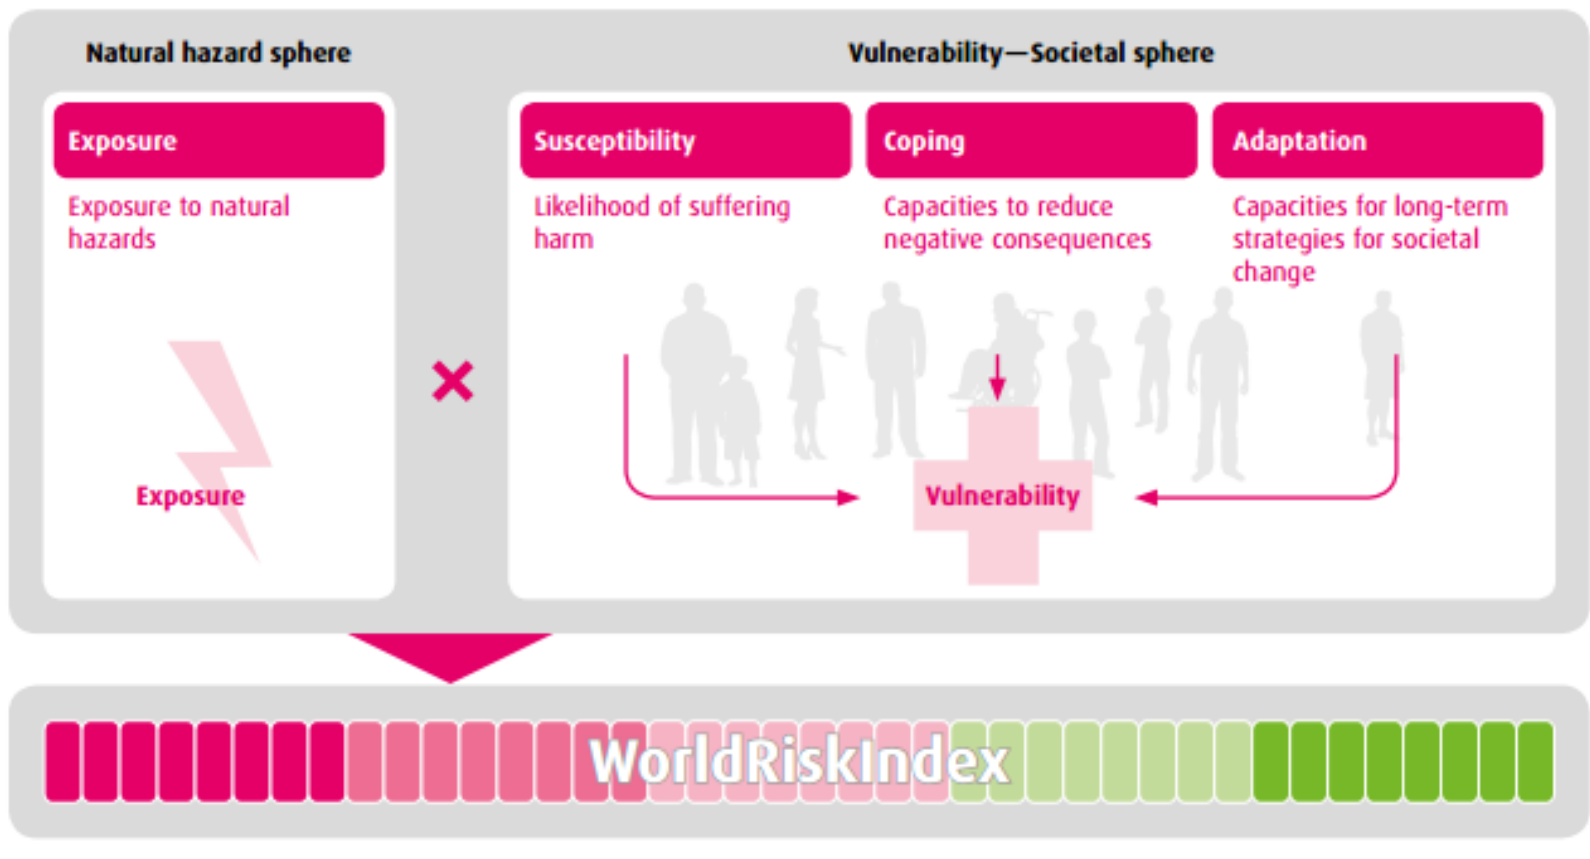 Natural hazard sphere
Vulnerability—Societal sphere
Exposure
Exposure to natural
hazards
Exposure
Susceptibility
Likelihood of suffering
harm
Coping
Capacities to reduce
negative consequences
Adaptation
Capacities for long-term
strategies for societal
change
Vulnerability
WorldRiskIndex